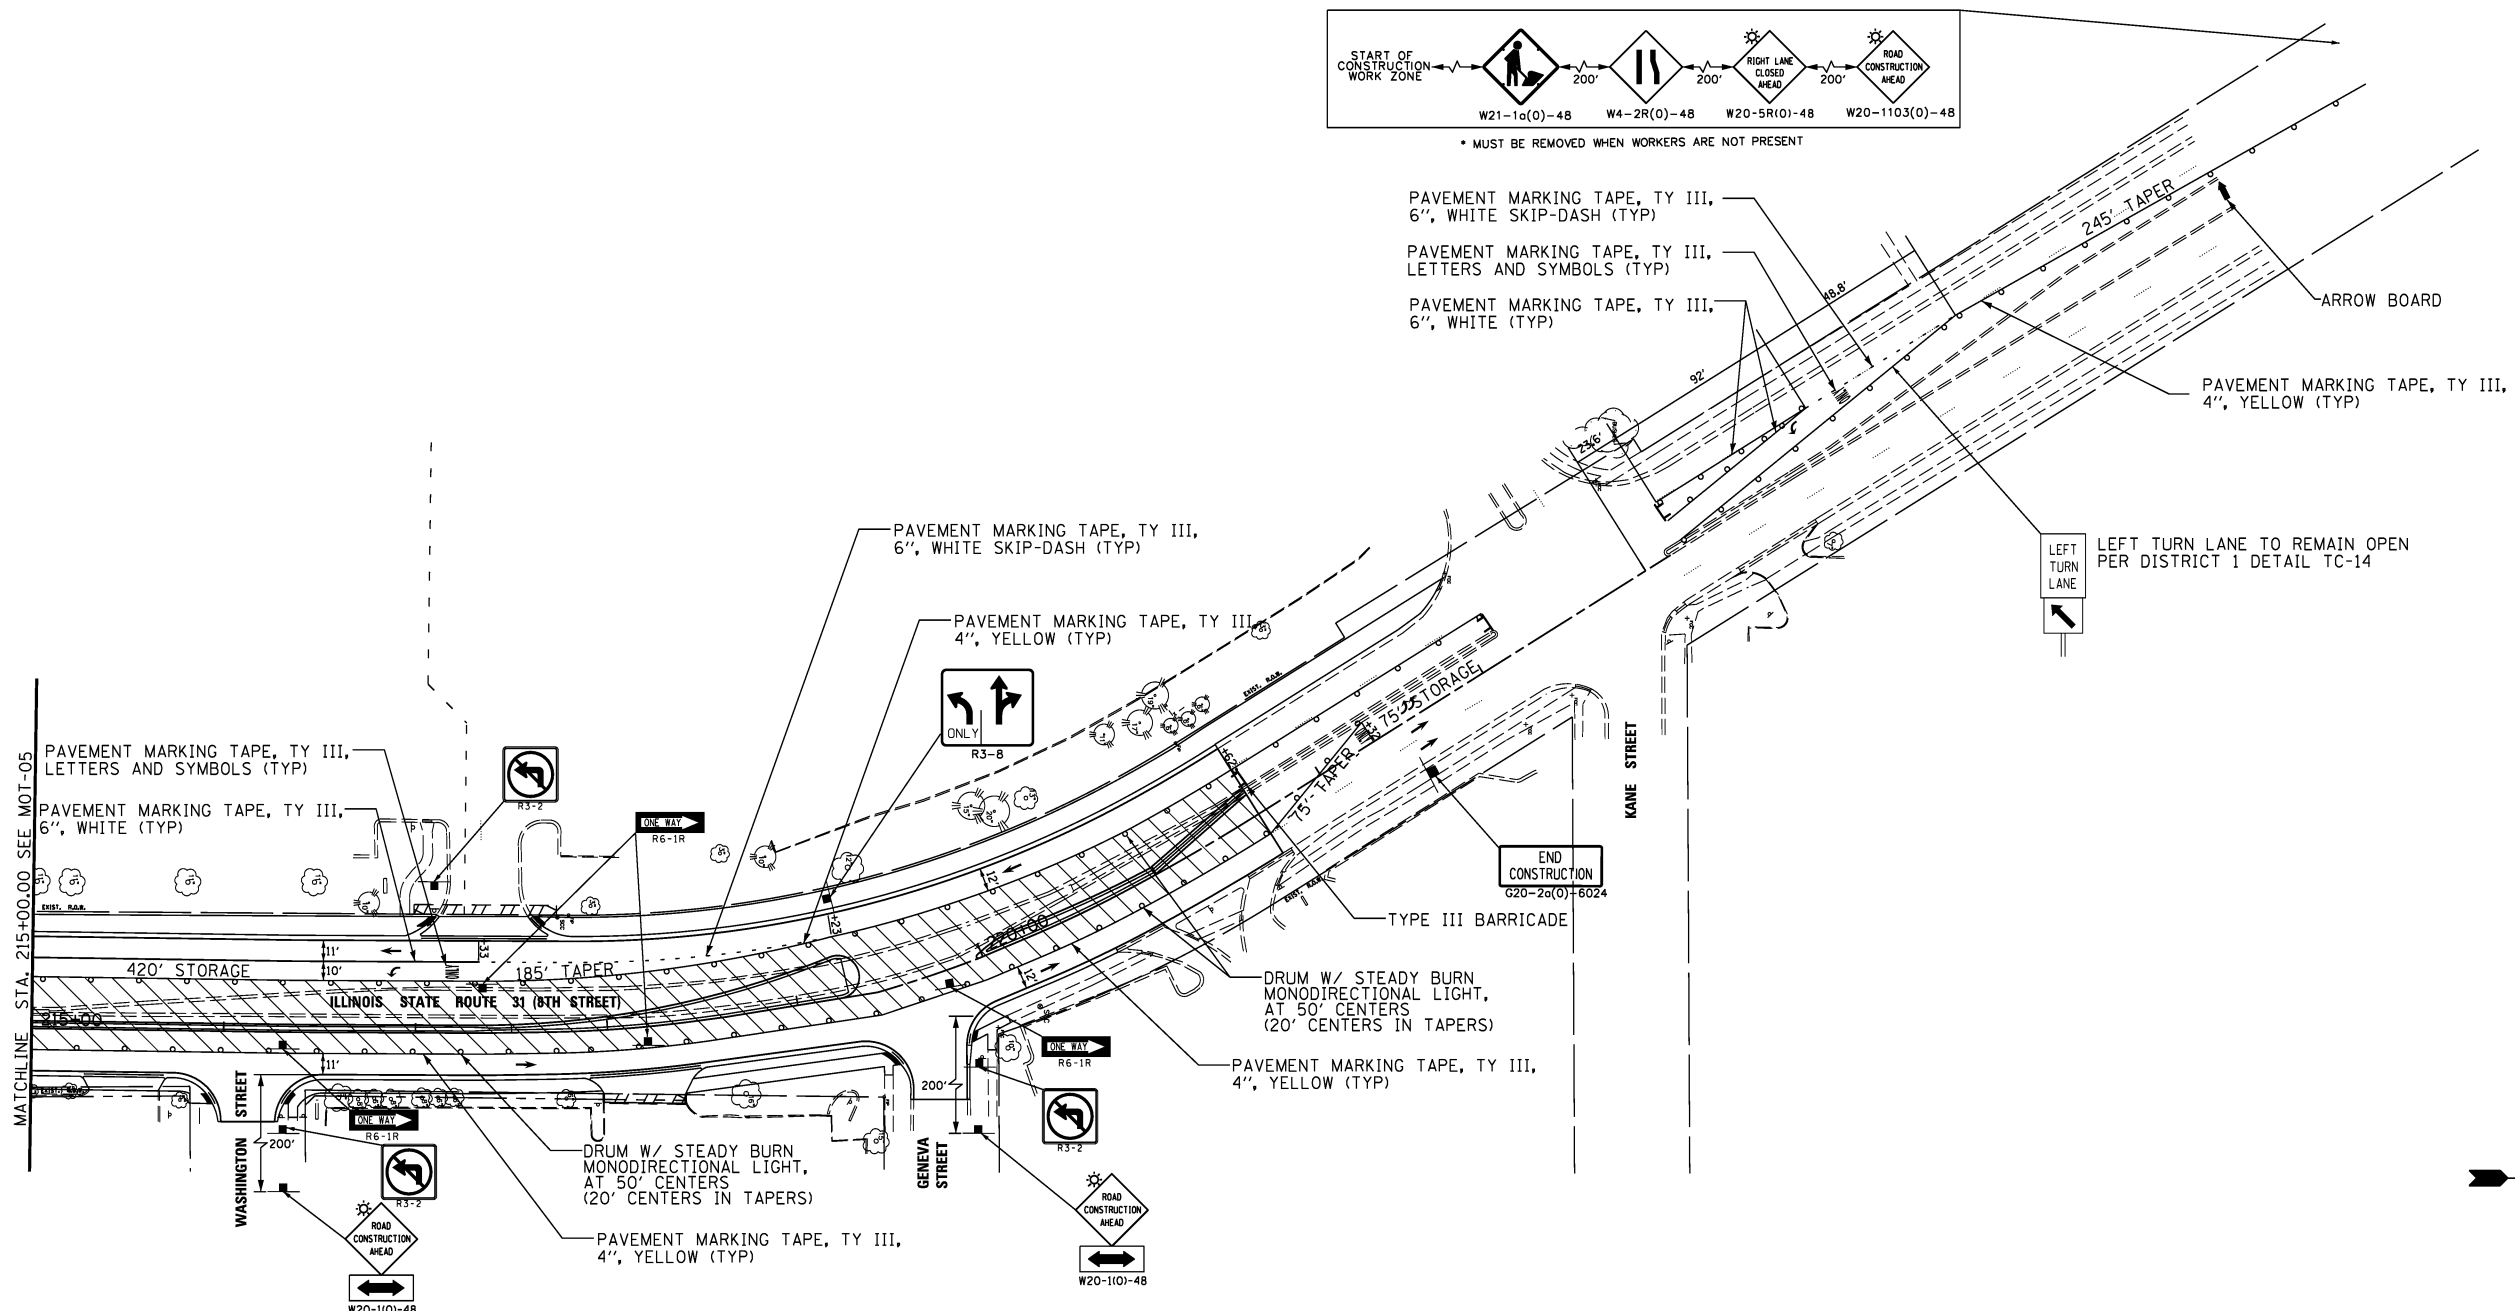 START OF
CONSTRUCTION
WORK ZONE
200'
200'
200'
RIGHT LANE
CLOSED
AHEAD
ROAD
CONSTRUCTION
AHEAD
W21-1a(O)-48
W4-2R(O)-48
W20-5R(O)-48
W20-1103(O)-48
* MUST BE REMOVED WHEN WORKERS ARE NOT PRESENT
PAVEMENT MARKING TAPE, TY III,
6", WHITE SKIP-DASH (TYP)
PAVEMENT MARKING TAPE, TY III,
LETTERS AND SYMBOLS (TYP)
PAVEMENT MARKING TAPE, TY III,
6", WHITE (TYP)
245' TAPER
48.8'
92'
23.6'
ARROW BOARD
PAVEMENT MARKING TAPE, TY III,
4", YELLOW (TYP)
LEFT
TURN
LANE
LEFT TURN LANE TO REMAIN OPEN
PER DISTRICT 1 DETAIL TC-14
PAVEMENT MARKING TAPE, TY III,
6", WHITE SKIP-DASH (TYP)
PAVEMENT MARKING TAPE, TY III,
4", YELLOW (TYP)
ONLY
R3-8
EXIST. R.O.W.
75' STORAGE
75' TAPER
KANE STREET
END
CONSTRUCTION
G20-2a(O)-6024
TYPE III BARRICADE
MATCHLINE STA. 215+00.00 SEE MOT-05
PAVEMENT MARKING TAPE, TY III,
LETTERS AND SYMBOLS (TYP)
PAVEMENT MARKING TAPE, TY III,
6", WHITE (TYP)
R3-2
ONE WAY
R6-1R
EXIST. R.O.W.
11'
10'
+33
+23
12'
420' STORAGE
ONLY
185' TAPER
ILLINOIS STATE ROUTE 31 (8TH STREET)
215+00
220+00
12'
11'
EXIST. R.O.W.
DRUM W/ STEADY BURN
MONODIRECTIONAL LIGHT,
AT 50' CENTERS
(20' CENTERS IN TAPERS)
PAVEMENT MARKING TAPE, TY III,
4", YELLOW (TYP)
ONE WAY
R6-1R
200'
GENEVA
STREET
R3-2
ROAD
CONSTRUCTION
AHEAD
W20-1(O)-48
WASHINGTON STREET
200'
ONE WAY
R6-1R
R3-2
ROAD
CONSTRUCTION
AHEAD
W20-1(O)-48
DRUM W/ STEADY BURN
MONODIRECTIONAL LIGHT,
AT 50' CENTERS
(20' CENTERS IN TAPERS)
PAVEMENT MARKING TAPE, TY III,
4", YELLOW (TYP)